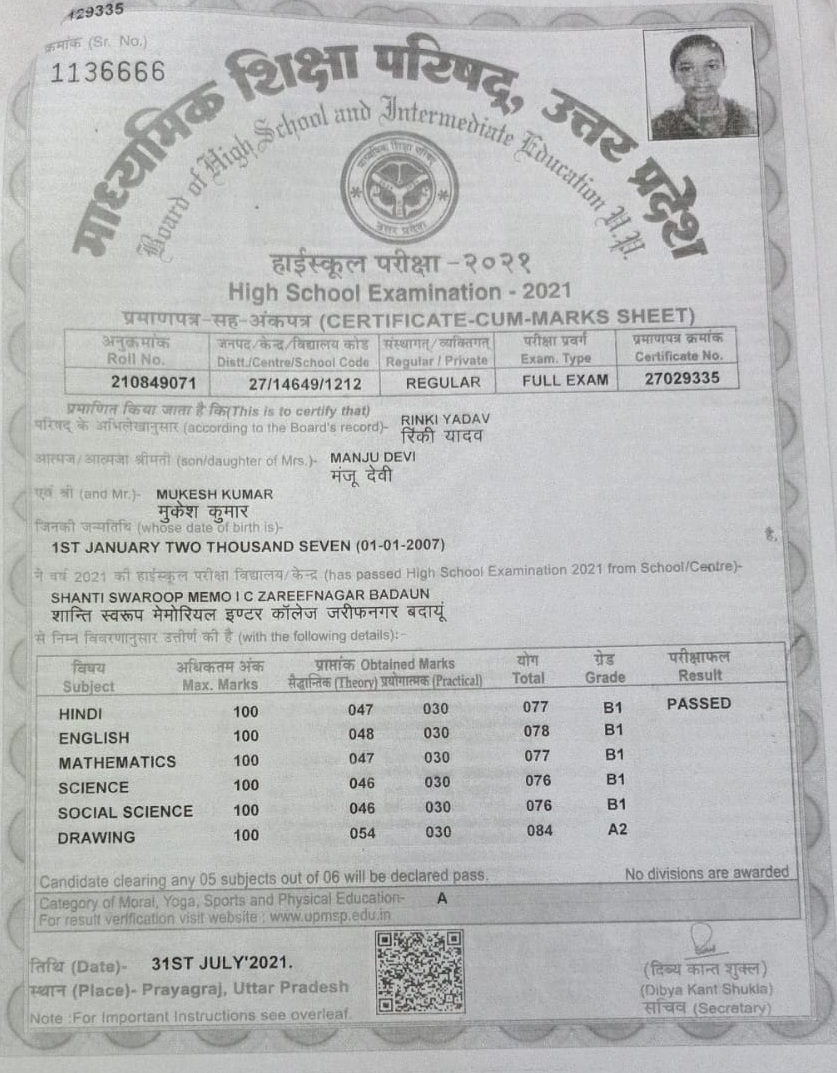 129335
क्रमांक (Sr. No.)
1136666
माध्यमिक शिक्षा परिषद्, उत्तर प्रदेश
Board of High School and Intermediate Education U.P.
माध्यमिक शिक्षा परिषद्
उत्तर प्रदेश
हाईस्कूल परीक्षा - २०२१
High School Examination - 2021
प्रमाणपत्र-सह-अंकपत्र (CERTIFICATE-CUM-MARKS SHEET)
अनुक्रमांक जनपद/केन्द्र/विद्यालय कोड संस्थागत/व्यक्तिगत् परीक्षा प्रवर्ग प्रमाणपत्र क्रमांक
Roll No. Distt./Centre/School Code Regular / Private Exam. Type Certificate No.
210849071 27/14649/1212 REGULAR FULL EXAM 27029335
प्रमाणित किया जाता है कि(This is to certify that)
परिषद् के अभिलेखानुसार (according to the Board's record)- RINKI YADAV
रिंकी यादव
आत्मज/आत्मजा श्रीमती (son/daughter of Mrs.)- MANJU DEVI
मंजू देवी
एवं श्री (and Mr.)- MUKESH KUMAR
मुकेश कुमार
जिनकी जन्मतिथि (whose date of birth is)-
1ST JANUARY TWO THOUSAND SEVEN (01-01-2007) है,
ने वर्ष 2021 की हाईस्कूल परीक्षा विद्यालय/केन्द्र (has passed High School Examination 2021 from School/Centre)-
SHANTI SWAROOP MEMO I C ZAREEFNAGAR BADAUN
शान्ति स्वरूप मेमोरियल इण्टर कॉलेज जरीफनगर बदायूं
से निम्न विवरणानुसार उत्तीर्ण की है (with the following details):-
विषय अधिकतम अंक प्राप्तांक Obtained Marks योग ग्रेड परीक्षाफल
Subject Max. Marks सैद्धान्तिक (Theory) प्रयोगात्मक (Practical) Total Grade Result
HINDI 100 047 030 077 B1 PASSED
ENGLISH 100 048 030 078 B1
MATHEMATICS 100 047 030 077 B1
SCIENCE 100 046 030 076 B1
SOCIAL SCIENCE 100 046 030 076 B1
DRAWING 100 054 030 084 A2
Candidate clearing any 05 subjects out of 06 will be declared pass. No divisions are awarded
Category of Moral, Yoga, Sports and Physical Education- A
For result verification visit website : www.upmsp.edu.in
तिथि (Date)- 31ST JULY'2021.
स्थान (Place)- Prayagraj, Uttar Pradesh
Note :For Important Instructions see overleaf.
(दिव्य कान्त शुक्ल)
(Dibya Kant Shukla)
सचिव (Secretary)